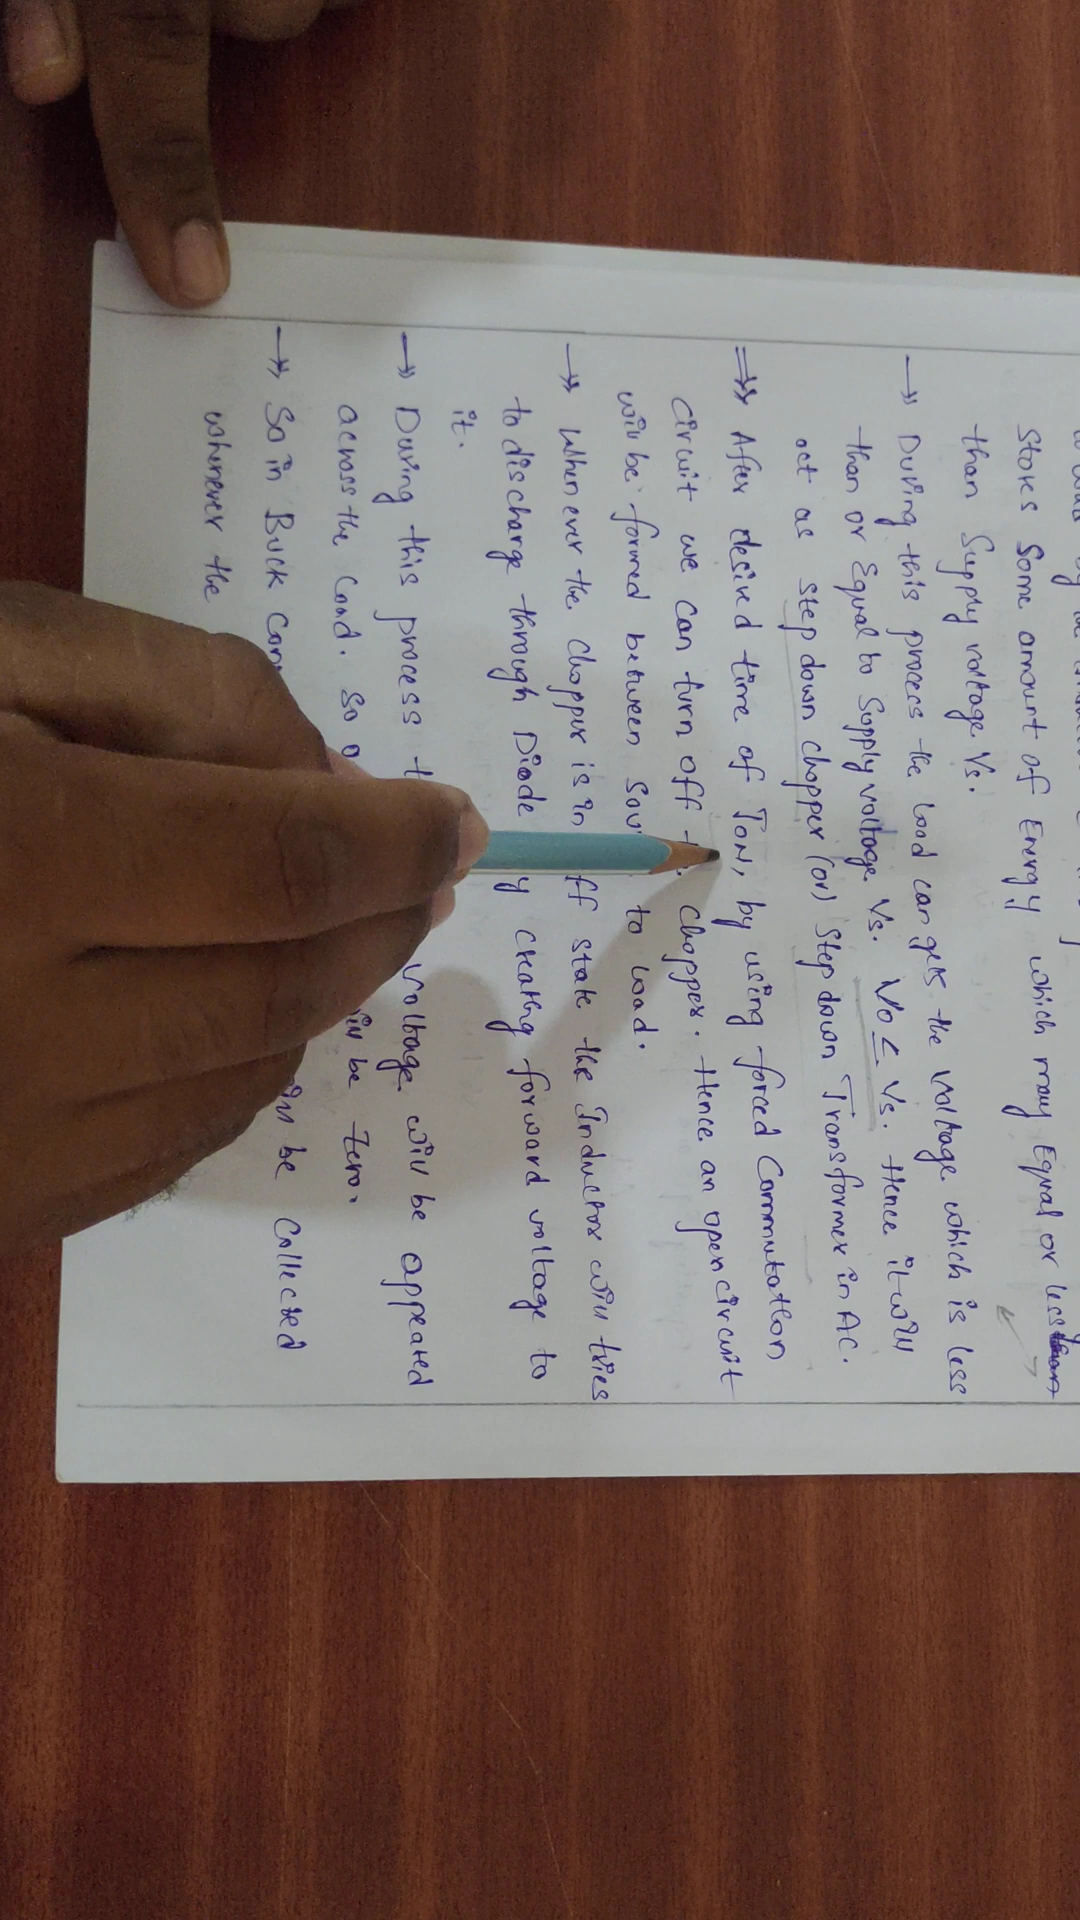 Stores Some amount of Energy which may Equal or less than
than Supply voltage Vs.
→ During this process the load can gets the voltage which is less
than or Equal to Supply voltage Vs. Vo ≤ Vs. Hence it will
act as step down chopper (or) Step down Transformer in AC.
⇒ After desired time of TON, by using forced Commutation
Circuit we can turn off chopper. Hence an open circuit
will be formed between to load.
→ When ever the chopper is in state the Inductor will tries
to discharge through Diode creating forward voltage to
it.
→ During this process voltage will be appeared
across the load. So be zero.
→ So in Buck be Collected
whenever the